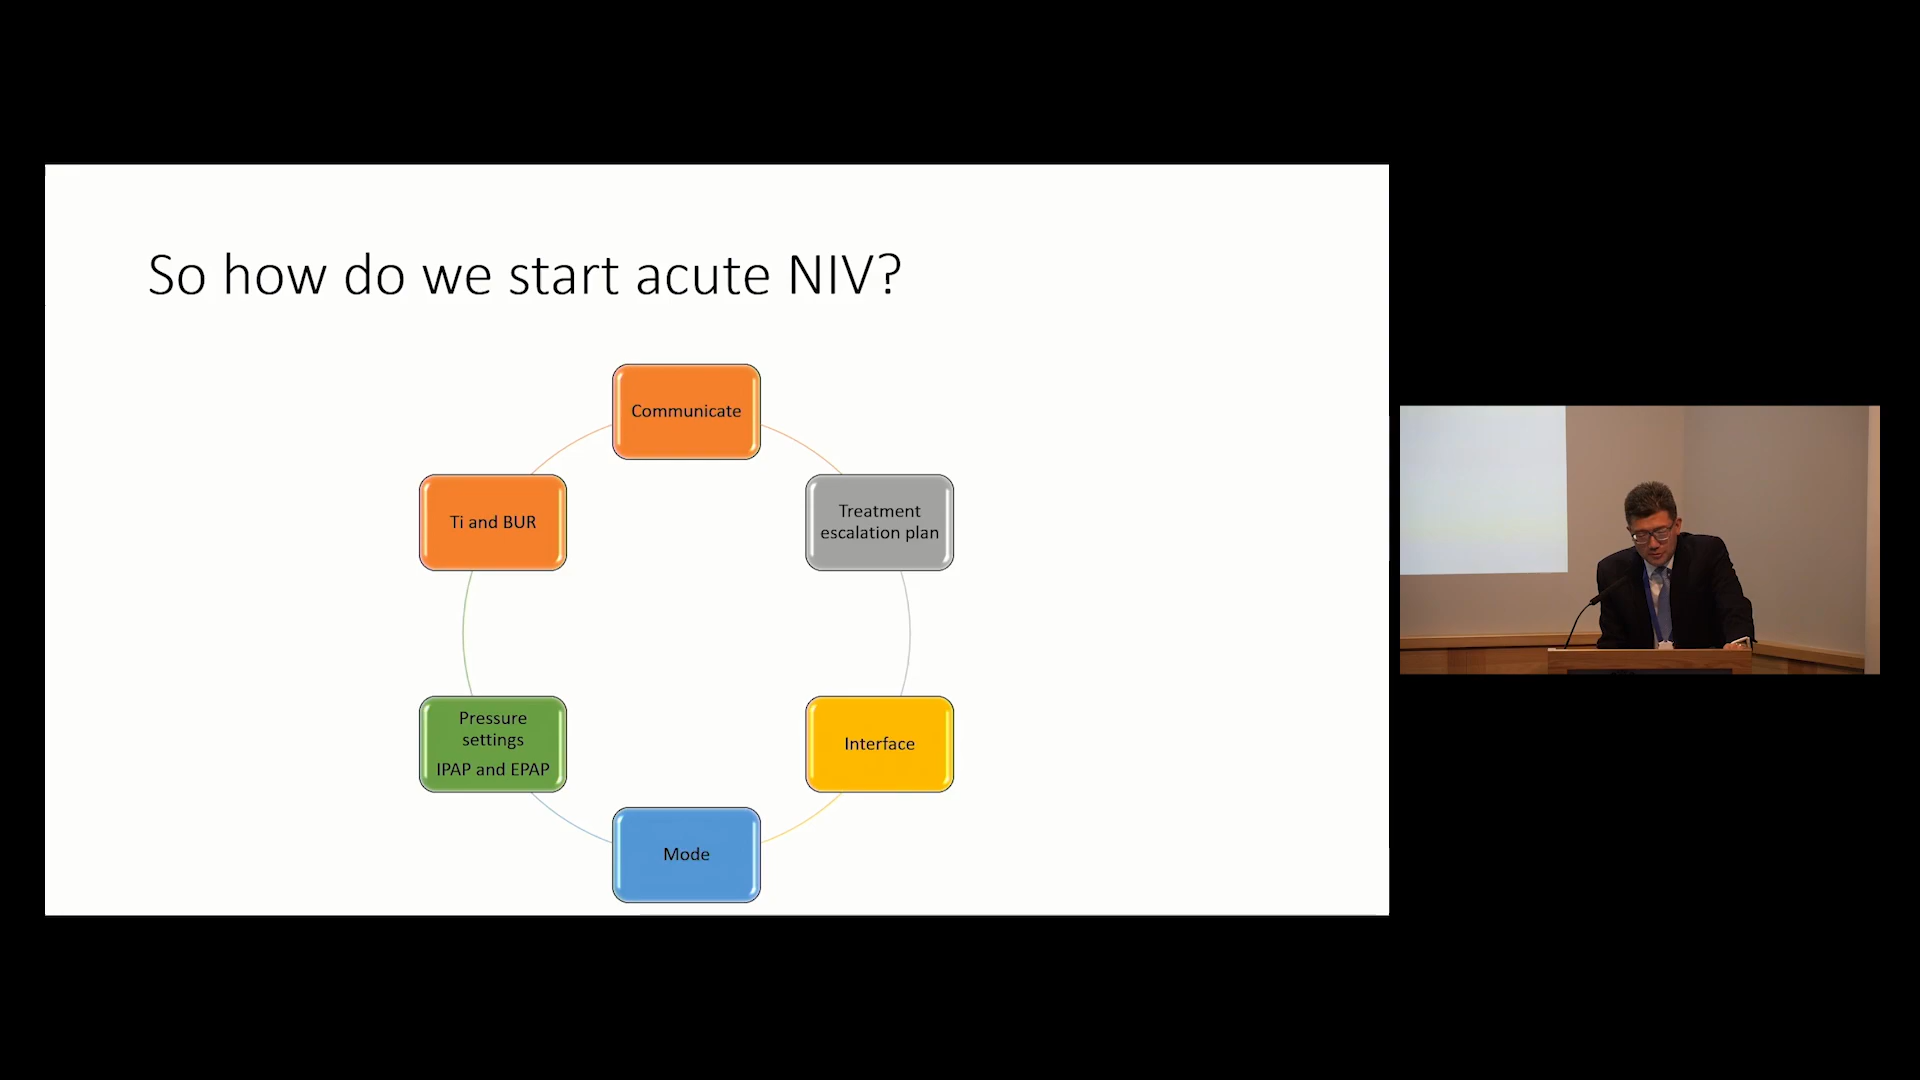 So how do we start acute NIV?
Communicate
Treatment
escalation plan
Interface
Mode
Pressure
settings
IPAP and EPAP
Ti and BUR